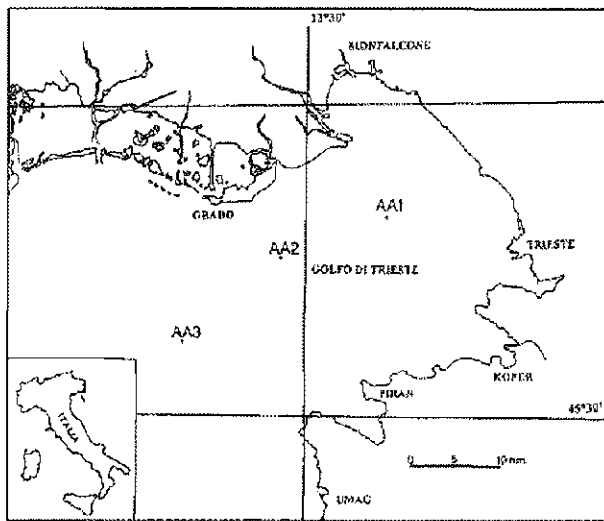 13°30'
MONFALCONE
GRADO
AA1
TRIESTE
AA2
GOLFO DI TRIESTE
AA3
KOPER
PIRAN
45°30'
ITALIA
0 5 10 nm.
UMAG